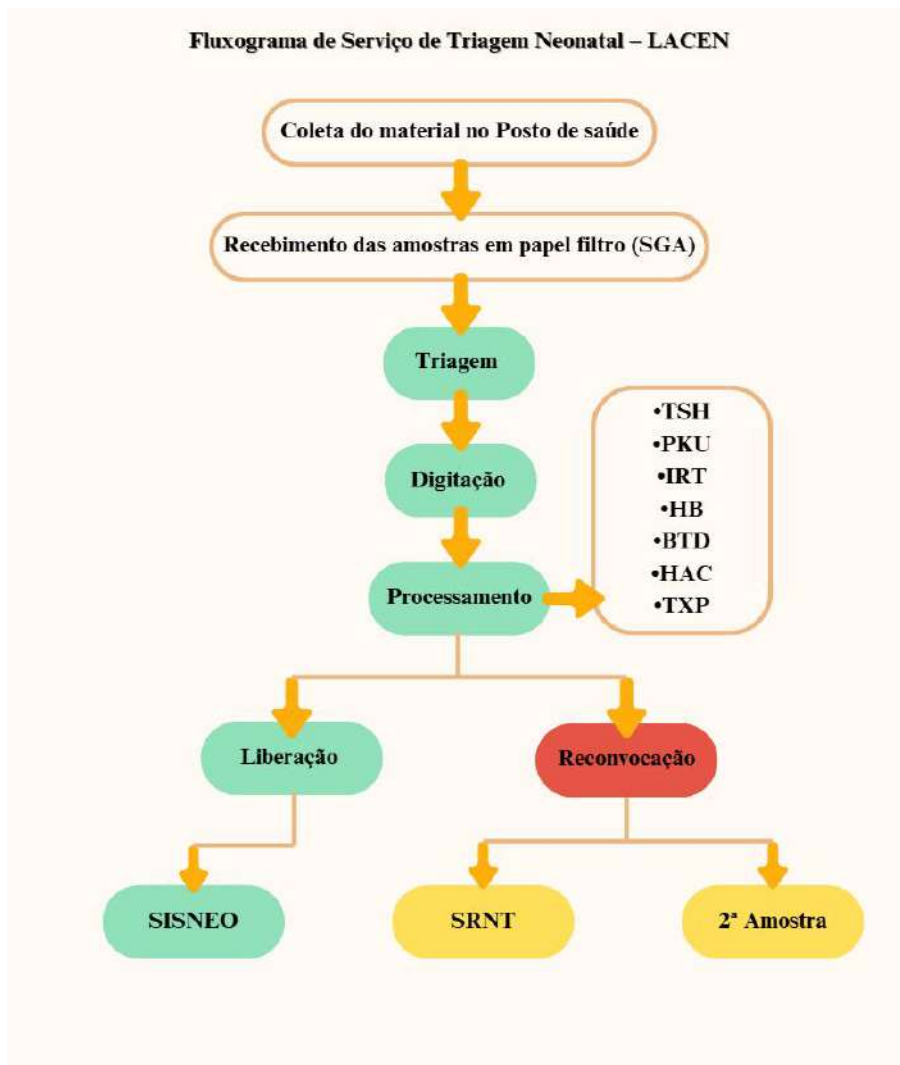 Fluxograma de Serviço de Triagem Neonatal – LACEN
Coleta do material no Posto de saúde
Recebimento das amostras em papel filtro (SGA)
Triagem
Digitação
Processamento
•TSH
•PKU
•IRT
•HB
•BTD
•HAC
•TXP
Liberação
Reconvocação
SISNEO
SRNT
2ª Amostra